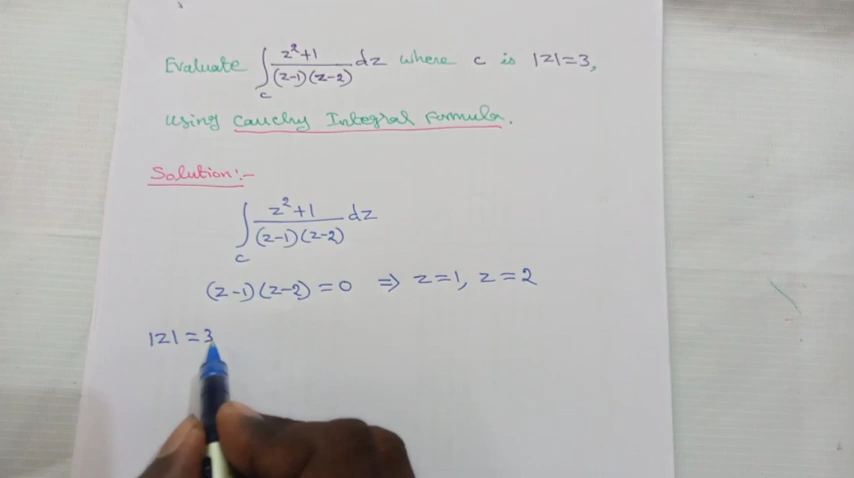 Evaluate ∫_C (z²+1)/((z-1)(z-2)) dz where c is |z|=3,
using Cauchy Integral Formula.
Solution:-
∫_C (z²+1)/((z-1)(z-2)) dz
(z-1)(z-2) = 0 ⇒ z=1, z=2
|z| = 3